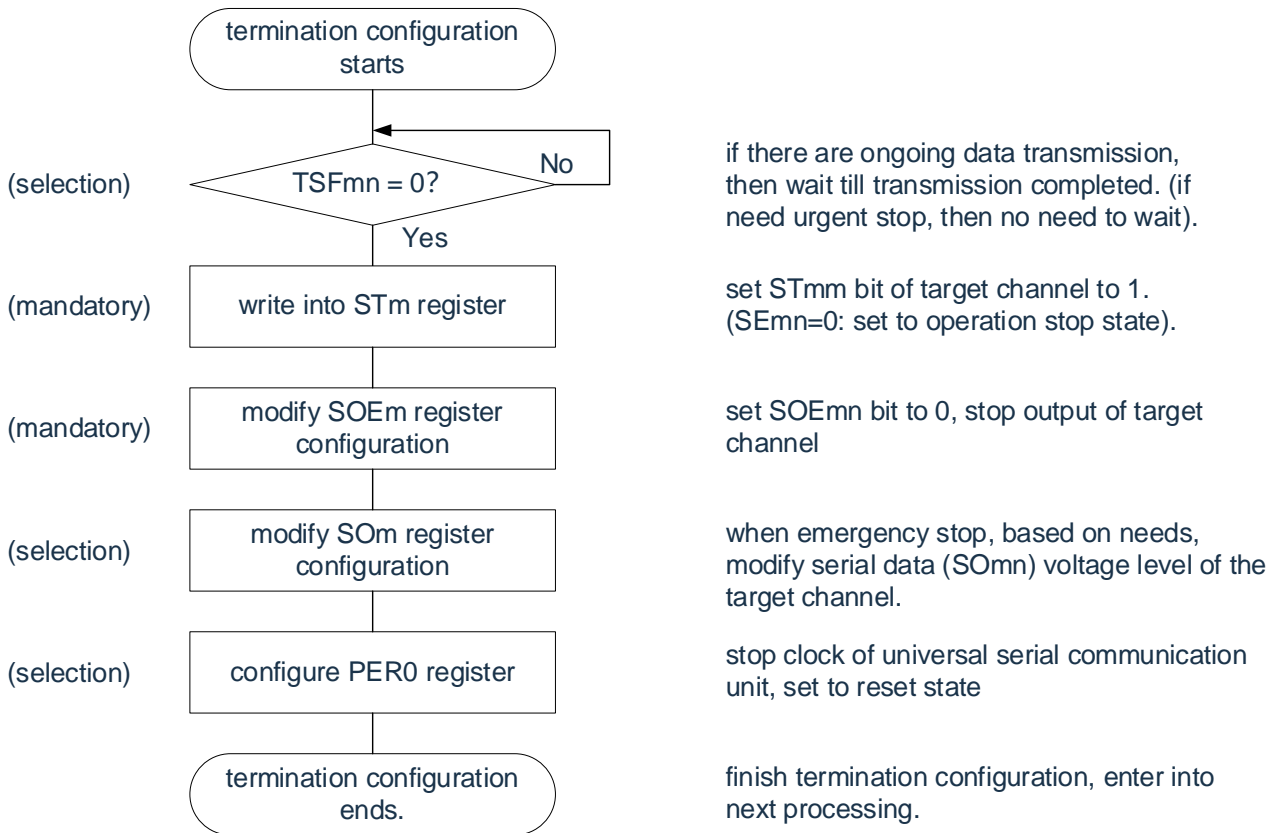 termination configuration
starts
(selection)
TSFmn = 0?
No
if there are ongoing data transmission,
then wait till transmission completed. (if
need urgent stop, then no need to wait).
Yes
(mandatory)
write into STm register
set STmm bit of target channel to 1.
(SEmn=0: set to operation stop state).
(mandatory)
modify SOEm register
configuration
set SOEmn bit to 0, stop output of target
channel
(selection)
modify SOm register
configuration
when emergency stop, based on needs,
modify serial data (SOmn) voltage level of the
target channel.
(selection)
configure PER0 register
stop clock of universal serial communication
unit, set to reset state
termination configuration
ends.
finish termination configuration, enter into
next processing.